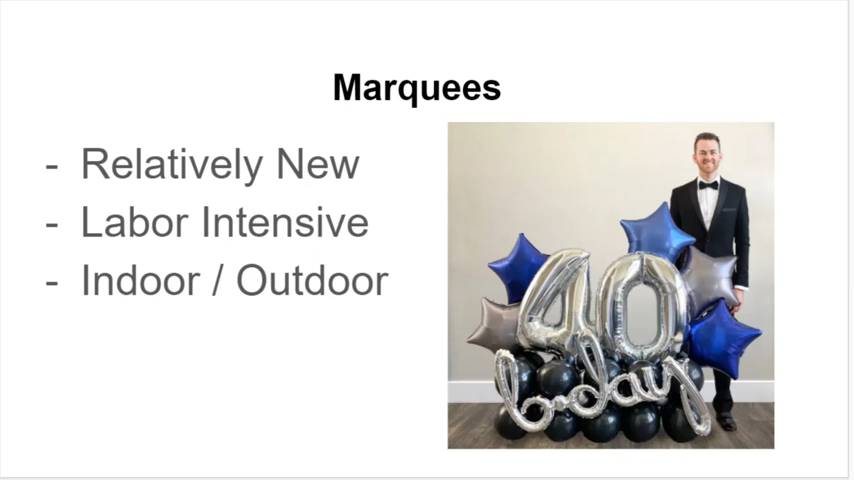 Marquees
- Relatively New
- Labor Intensive
- Indoor / Outdoor
40
b-day